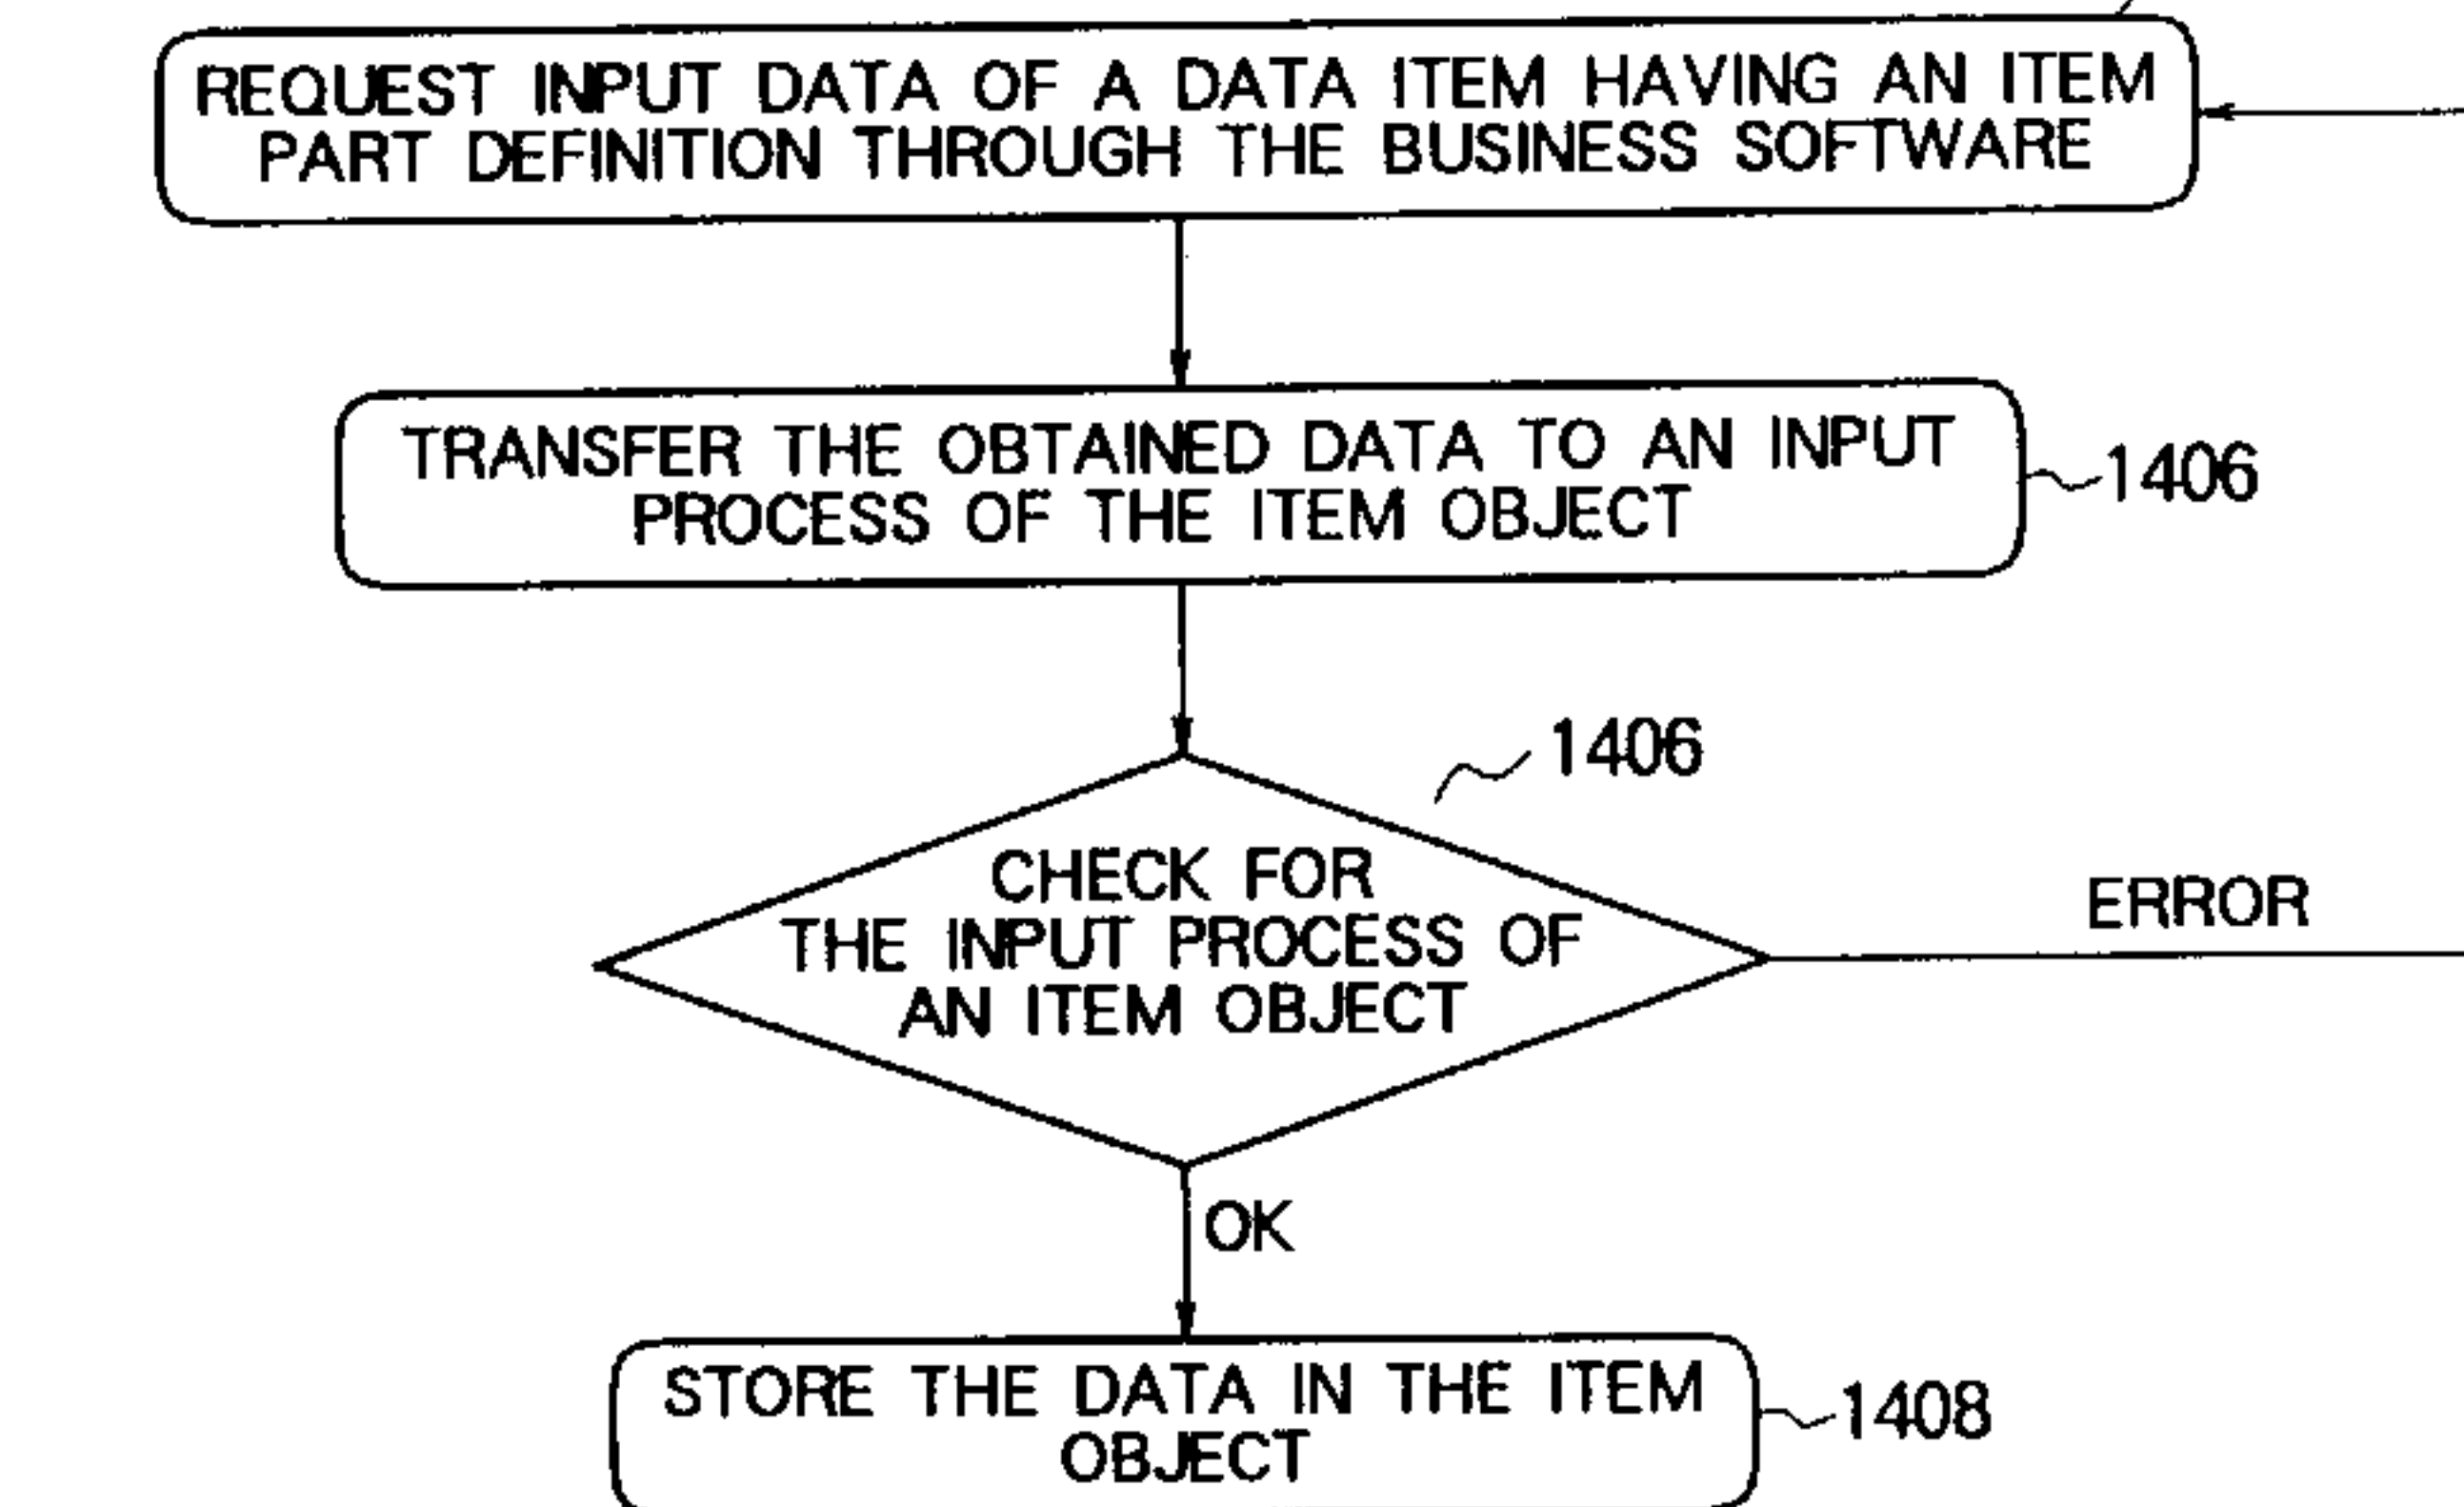 REQUEST INPUT DATA OF A DATA ITEM HAVING AN ITEM
PART DEFINITION THROUGH THE BUSINESS SOFTWARE
TRANSFER THE OBTAINED DATA TO AN INPUT
PROCESS OF THE ITEM OBJECT
1406
1406
CHECK FOR
THE INPUT PROCESS OF
AN ITEM OBJECT
ERROR
OK
STORE THE DATA IN THE ITEM
OBJECT
1408